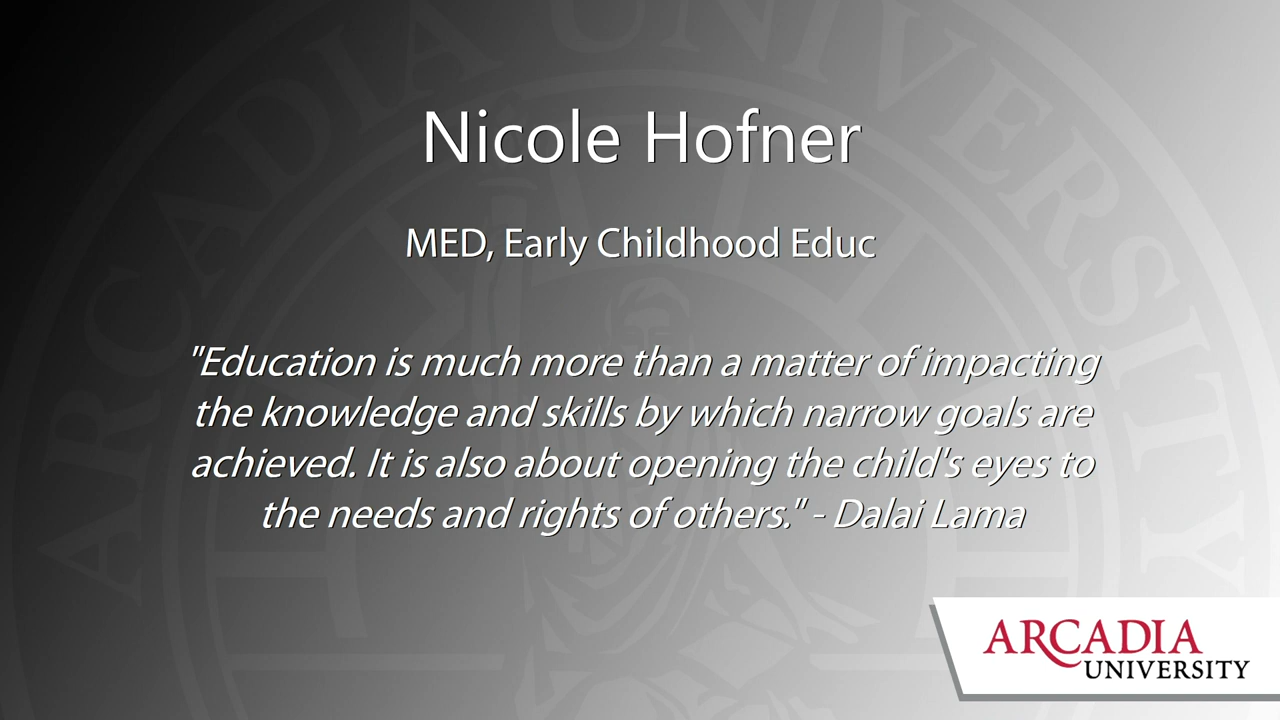 Nicole Hofner
MED, Early Childhood Educ
"Education is much more than a matter of impacting
the knowledge and skills by which narrow goals are
achieved. It is also about opening the child's eyes to
the needs and rights of others." - Dalai Lama
ARCADIA UNIVERSITY
ARCADIA
UNIVERSITY